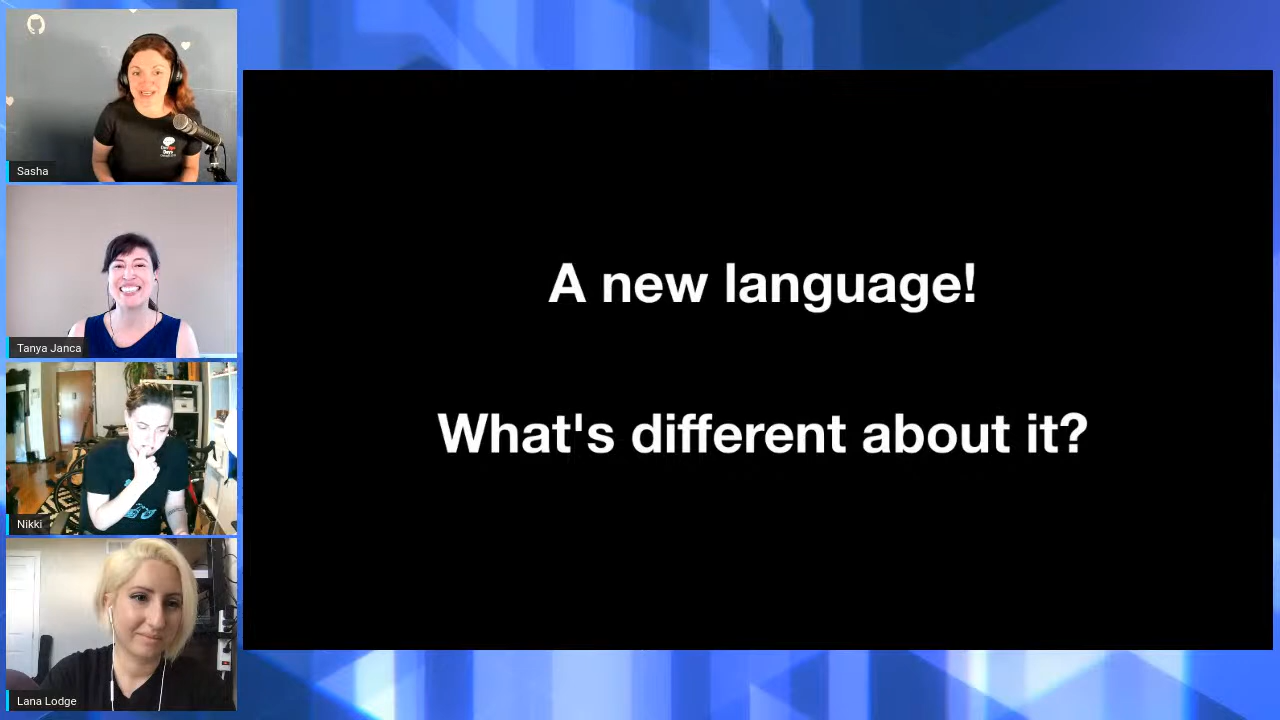 Sasha
Tanya Janca
Nikki
Lana Lodge
A new language!
What's different about it?